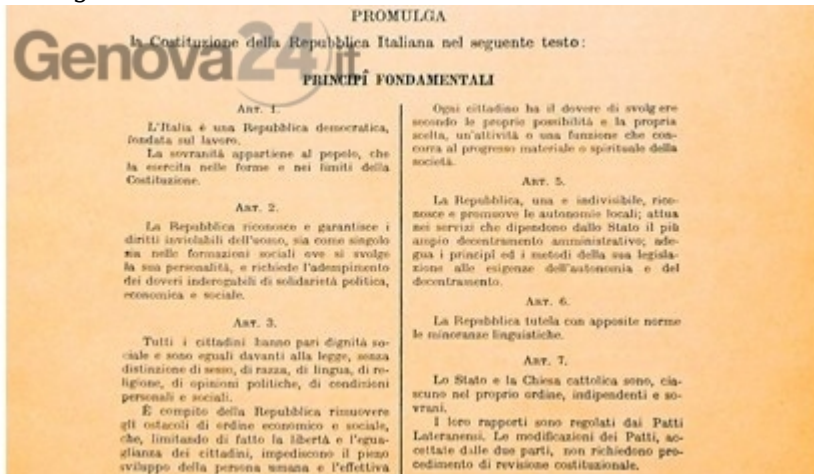 PROMULGA
la Costituzione della Repubblica Italiana nel seguente testo:
Genova24.it
PRINCIPÎ FONDAMENTALI
ART. 1.
L'Italia è una Repubblica democratica,
fondata sul lavoro.
La sovranità appartiene al popolo, che
la esercita nelle forme e nei limiti della
Costituzione.
ART. 2.
La Repubblica riconosce e garantisce i
diritti inviolabili dell'uomo, sia come singolo
sia nelle formazioni sociali ove si svolge
la sua personalità, e richiede l'adempimento
dei doveri inderogabili di solidarietà politica,
economica e sociale.
ART. 3.
Tutti i cittadini hanno pari dignità so-
ciale e sono eguali davanti alla legge, senza
distinzione di sesso, di razza, di lingua, di re-
ligione, di opinioni politiche, di condizioni
personali e sociali.
È compito della Repubblica rimuovere
gli ostacoli di ordine economico e sociale,
che, limitando di fatto la libertà e l'egua-
glianza dei cittadini, impediscono il pieno
sviluppo della persona umana e l'effettiva
Ogni cittadino ha il dovere di svolgere
secondo le proprie possibilità e la propria
scelta, un'attività o una funzione che con-
corra al progresso materiale o spirituale della
società.
ART. 5.
La Repubblica, una e indivisibile, rico-
nosce e promuove le autonomie locali; attua
nei servizi che dipendono dallo Stato il più
ampio decentramento amministrativo; ade-
gua i principî ed i metodi della sua legisla-
zione alle esigenze dell'autonomia e del
decentramento.
ART. 6.
La Repubblica tutela con apposite norme
le minoranze linguistiche.
ART. 7.
Lo Stato e la Chiesa cattolica sono, cia-
scuno nel proprio ordine, indipendenti e so-
vrani.
I loro rapporti sono regolati dai Patti
Lateranensi. Le modificazioni dei Patti, ac-
cettate dalle due parti, non richiedono pro-
cedimento di revisione costituzionale.